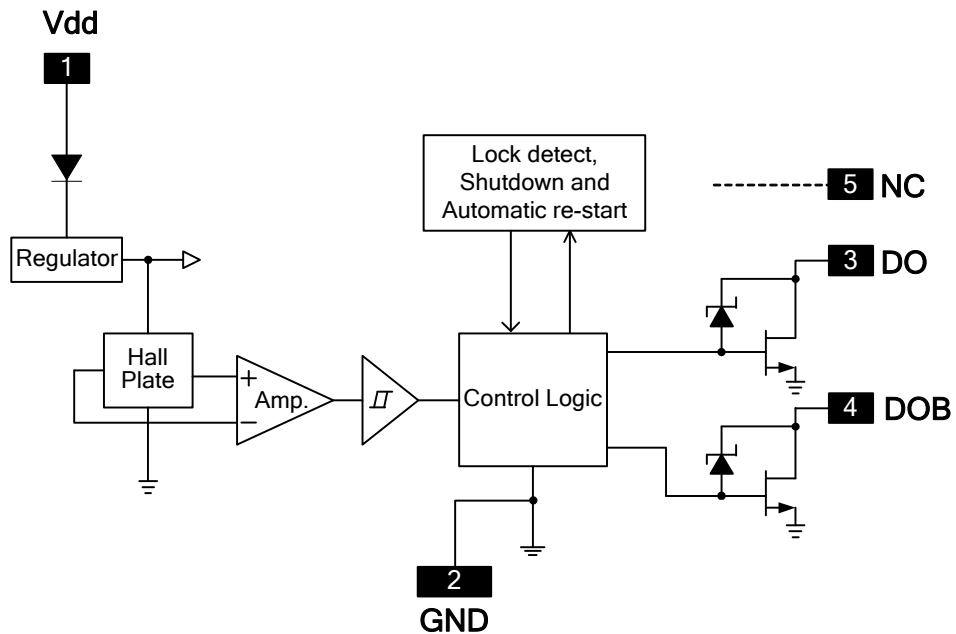 Vdd
1
Lock detect,
Shutdown and
Automatic re-start
5 NC
Regulator
3 DO
Hall
Plate
+
Amp.
−
Control Logic
4 DOB
2
GND